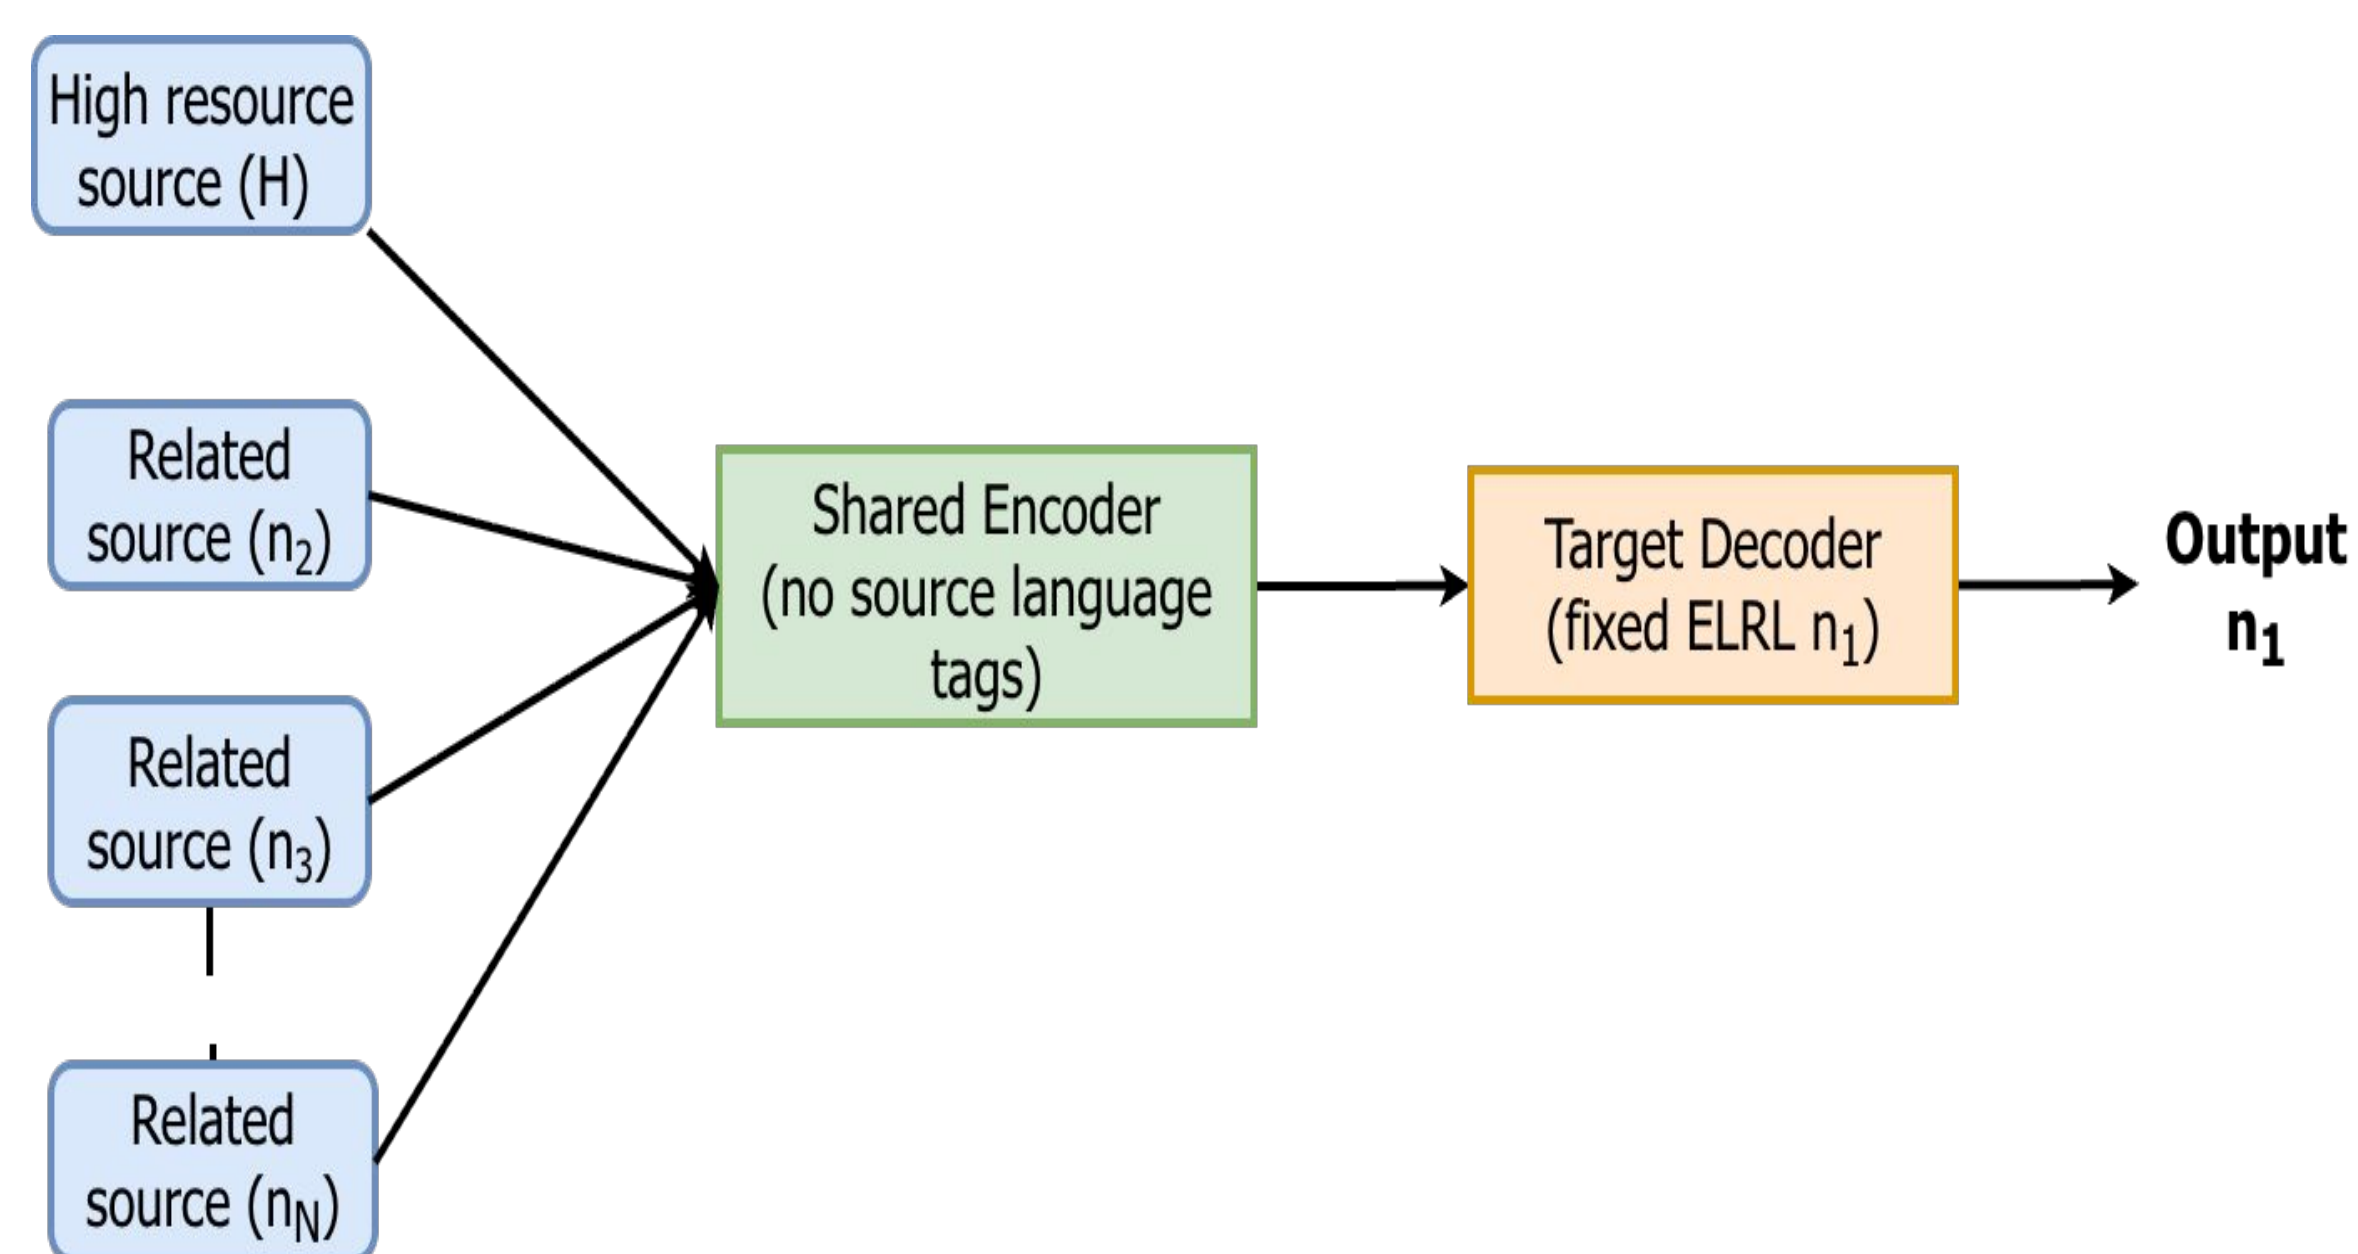 High resource
source (H)
Related
source (n₂)
Related
source (n₃)
Related
source (n_N)
Shared Encoder
(no source language
tags)
Target Decoder
(fixed ELRL n₁)
Output
n₁